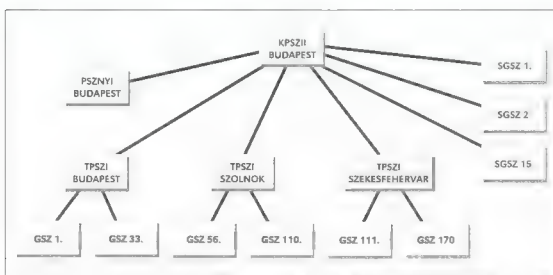 KPSZII
BUDAPEST
PSZNYI
BUDAPEST
SGSZ 1.
SGSZ 2
SGSZ 15
TPSZI
BUDAPEST
TPSZI
SZOLNOK
TPSZI
SZEKESFEHERVAR
GSZ 1.
GSZ 33.
GSZ 56.
GSZ 110.
GSZ 111.
GSZ 170